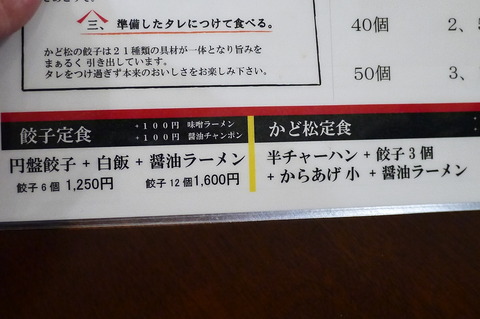 三、準備したタレにつけて食べる。
かど松の餃子は21種類の具材が一体となり旨みを
まぁるく引き出しています。
タレをつけ過ぎず本来のおいしさをお楽しみ下さい。
40個 2、
50個 3、
餃子定食
+100円 味噌ラーメン
+100円 醤油チャンポン
円盤餃子 + 白飯 + 醤油ラーメン
餃子6個 1,250円 餃子12個 1,600円
かど松定食
半チャーハン + 餃子3個
+ からあげ小 + 醤油ラーメン